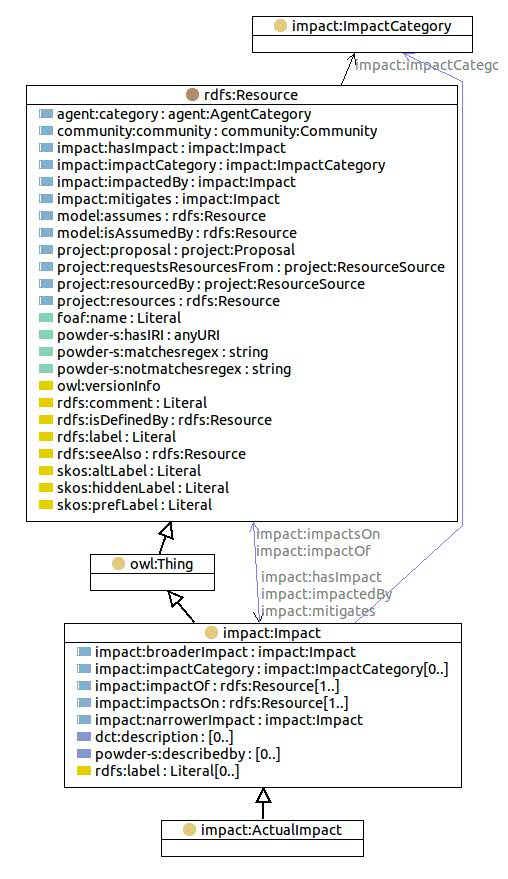 impact:ImpactCategory
impact:ImpactCatego
rdfs:Resource
agent:category : agent:AgentCategory
community:community : community:Community
impact:hasImpact : impact:Impact
impact:impactCategory : impact:ImpactCategory
impact:impactedBy : impact:Impact
impact:mitigates : impact:Impact
model:assumes : rdfs:Resource
model:isAssumedBy : rdfs:Resource
project:proposal : project:Proposal
project:requestsResourcesFrom : project:ResourceSource
project:resourcedBy : project:ResourceSource
project:resources : rdfs:Resource
foaf:name : Literal
powder-s:hasIRI : anyURI
powder-s:matchesregex : string
powder-s:notmatchesregex : string
owl:versionInfo
rdfs:comment : Literal
rdfs:isDefinedBy : rdfs:Resource
rdfs:label : Literal
rdfs:seeAlso : rdfs:Resource
skos:altLabel : Literal
skos:hiddenLabel : Literal
skos:prefLabel : Literal
impact:impactsOn
impact:impactOf
owl:Thing
impact:hasImpact
impact:impactedBy
impact:mitigates
impact:Impact
impact:broaderImpact : impact:Impact
impact:impactCategory : impact:ImpactCategory[0..]
impact:impactOf : rdfs:Resource[1..]
impact:impactsOn : rdfs:Resource[1..]
impact:narrowerImpact : impact:Impact
dct:description : [0..]
powder-s:describedby : [0..]
rdfs:label : Literal[0..]
impact:ActualImpact